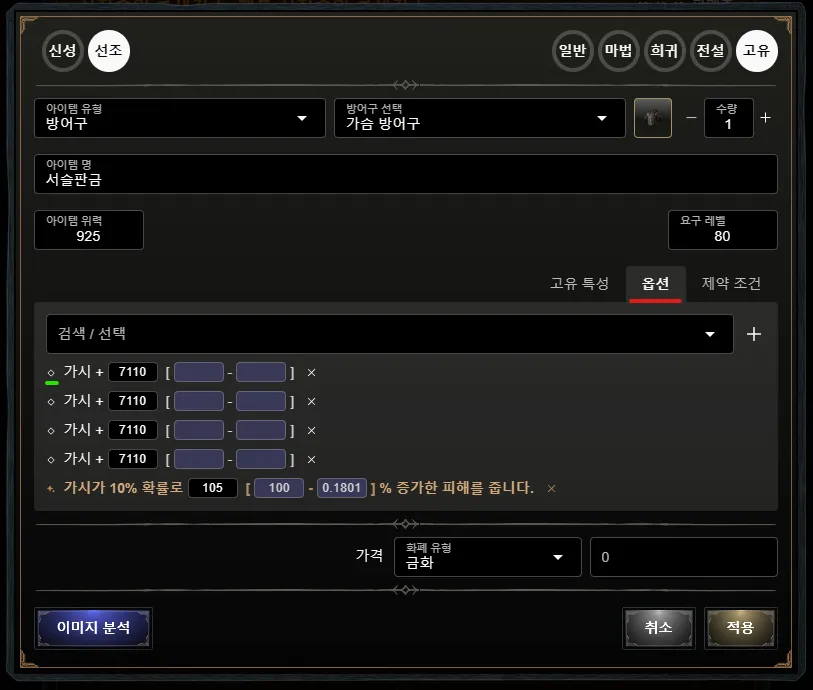 신성 선조 일반 마법 희귀 전설 고유
아이템 유형 방어구 선택 수량
방어구 가슴 방어구 − 1 +
아이템 명
서슬판금
아이템 위력 요구 레벨
925 80
고유 특성 옵션 제약 조건
검색 / 선택 +
가시 + 7110 [ - ] ×
가시 + 7110 [ - ] ×
가시 + 7110 [ - ] ×
가시 + 7110 [ - ] ×
가시가 10% 확률로 105 [ 100 - 0.1801 ] % 증가한 피해를 줍니다. ×
가격 화폐 유형 금화 0
이미지 분석 취소 적용